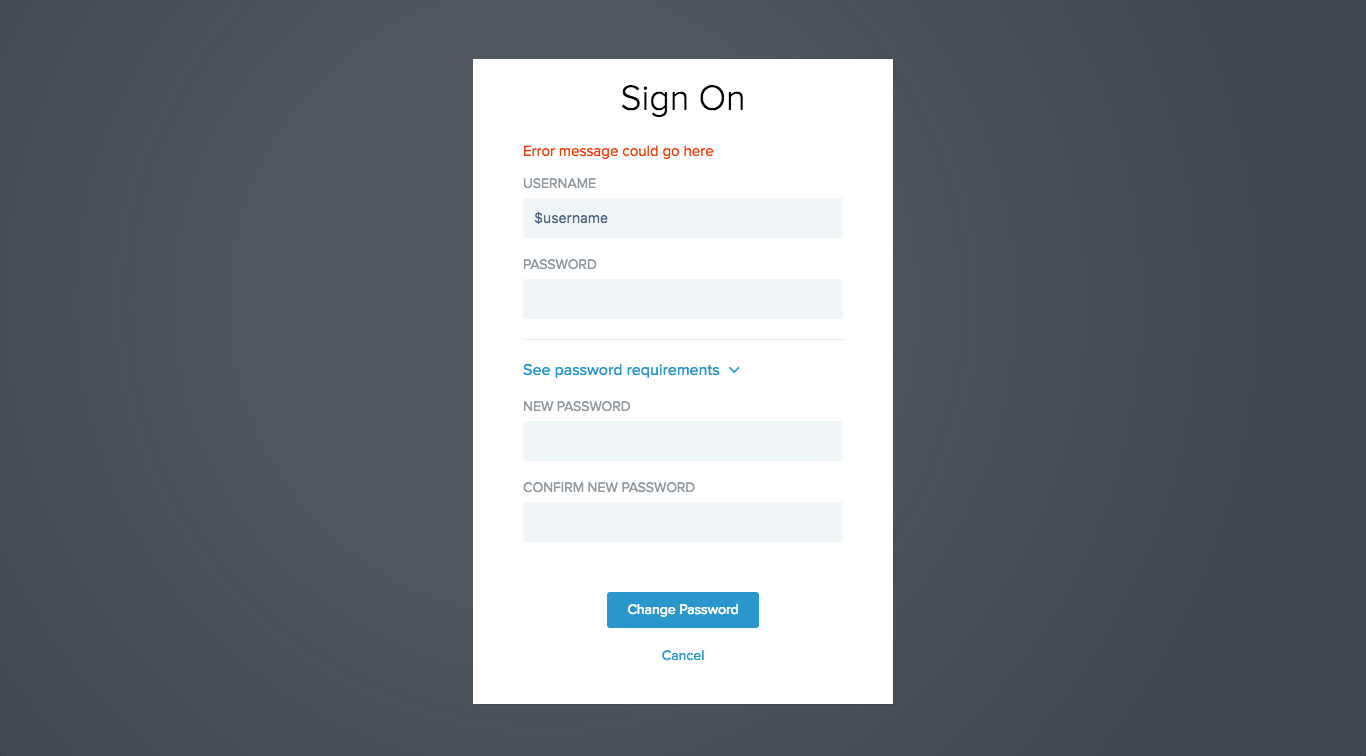 Sign On
Error message could go here
USERNAME
$username
PASSWORD
See password requirements
NEW PASSWORD
CONFIRM NEW PASSWORD
Change Password
Cancel